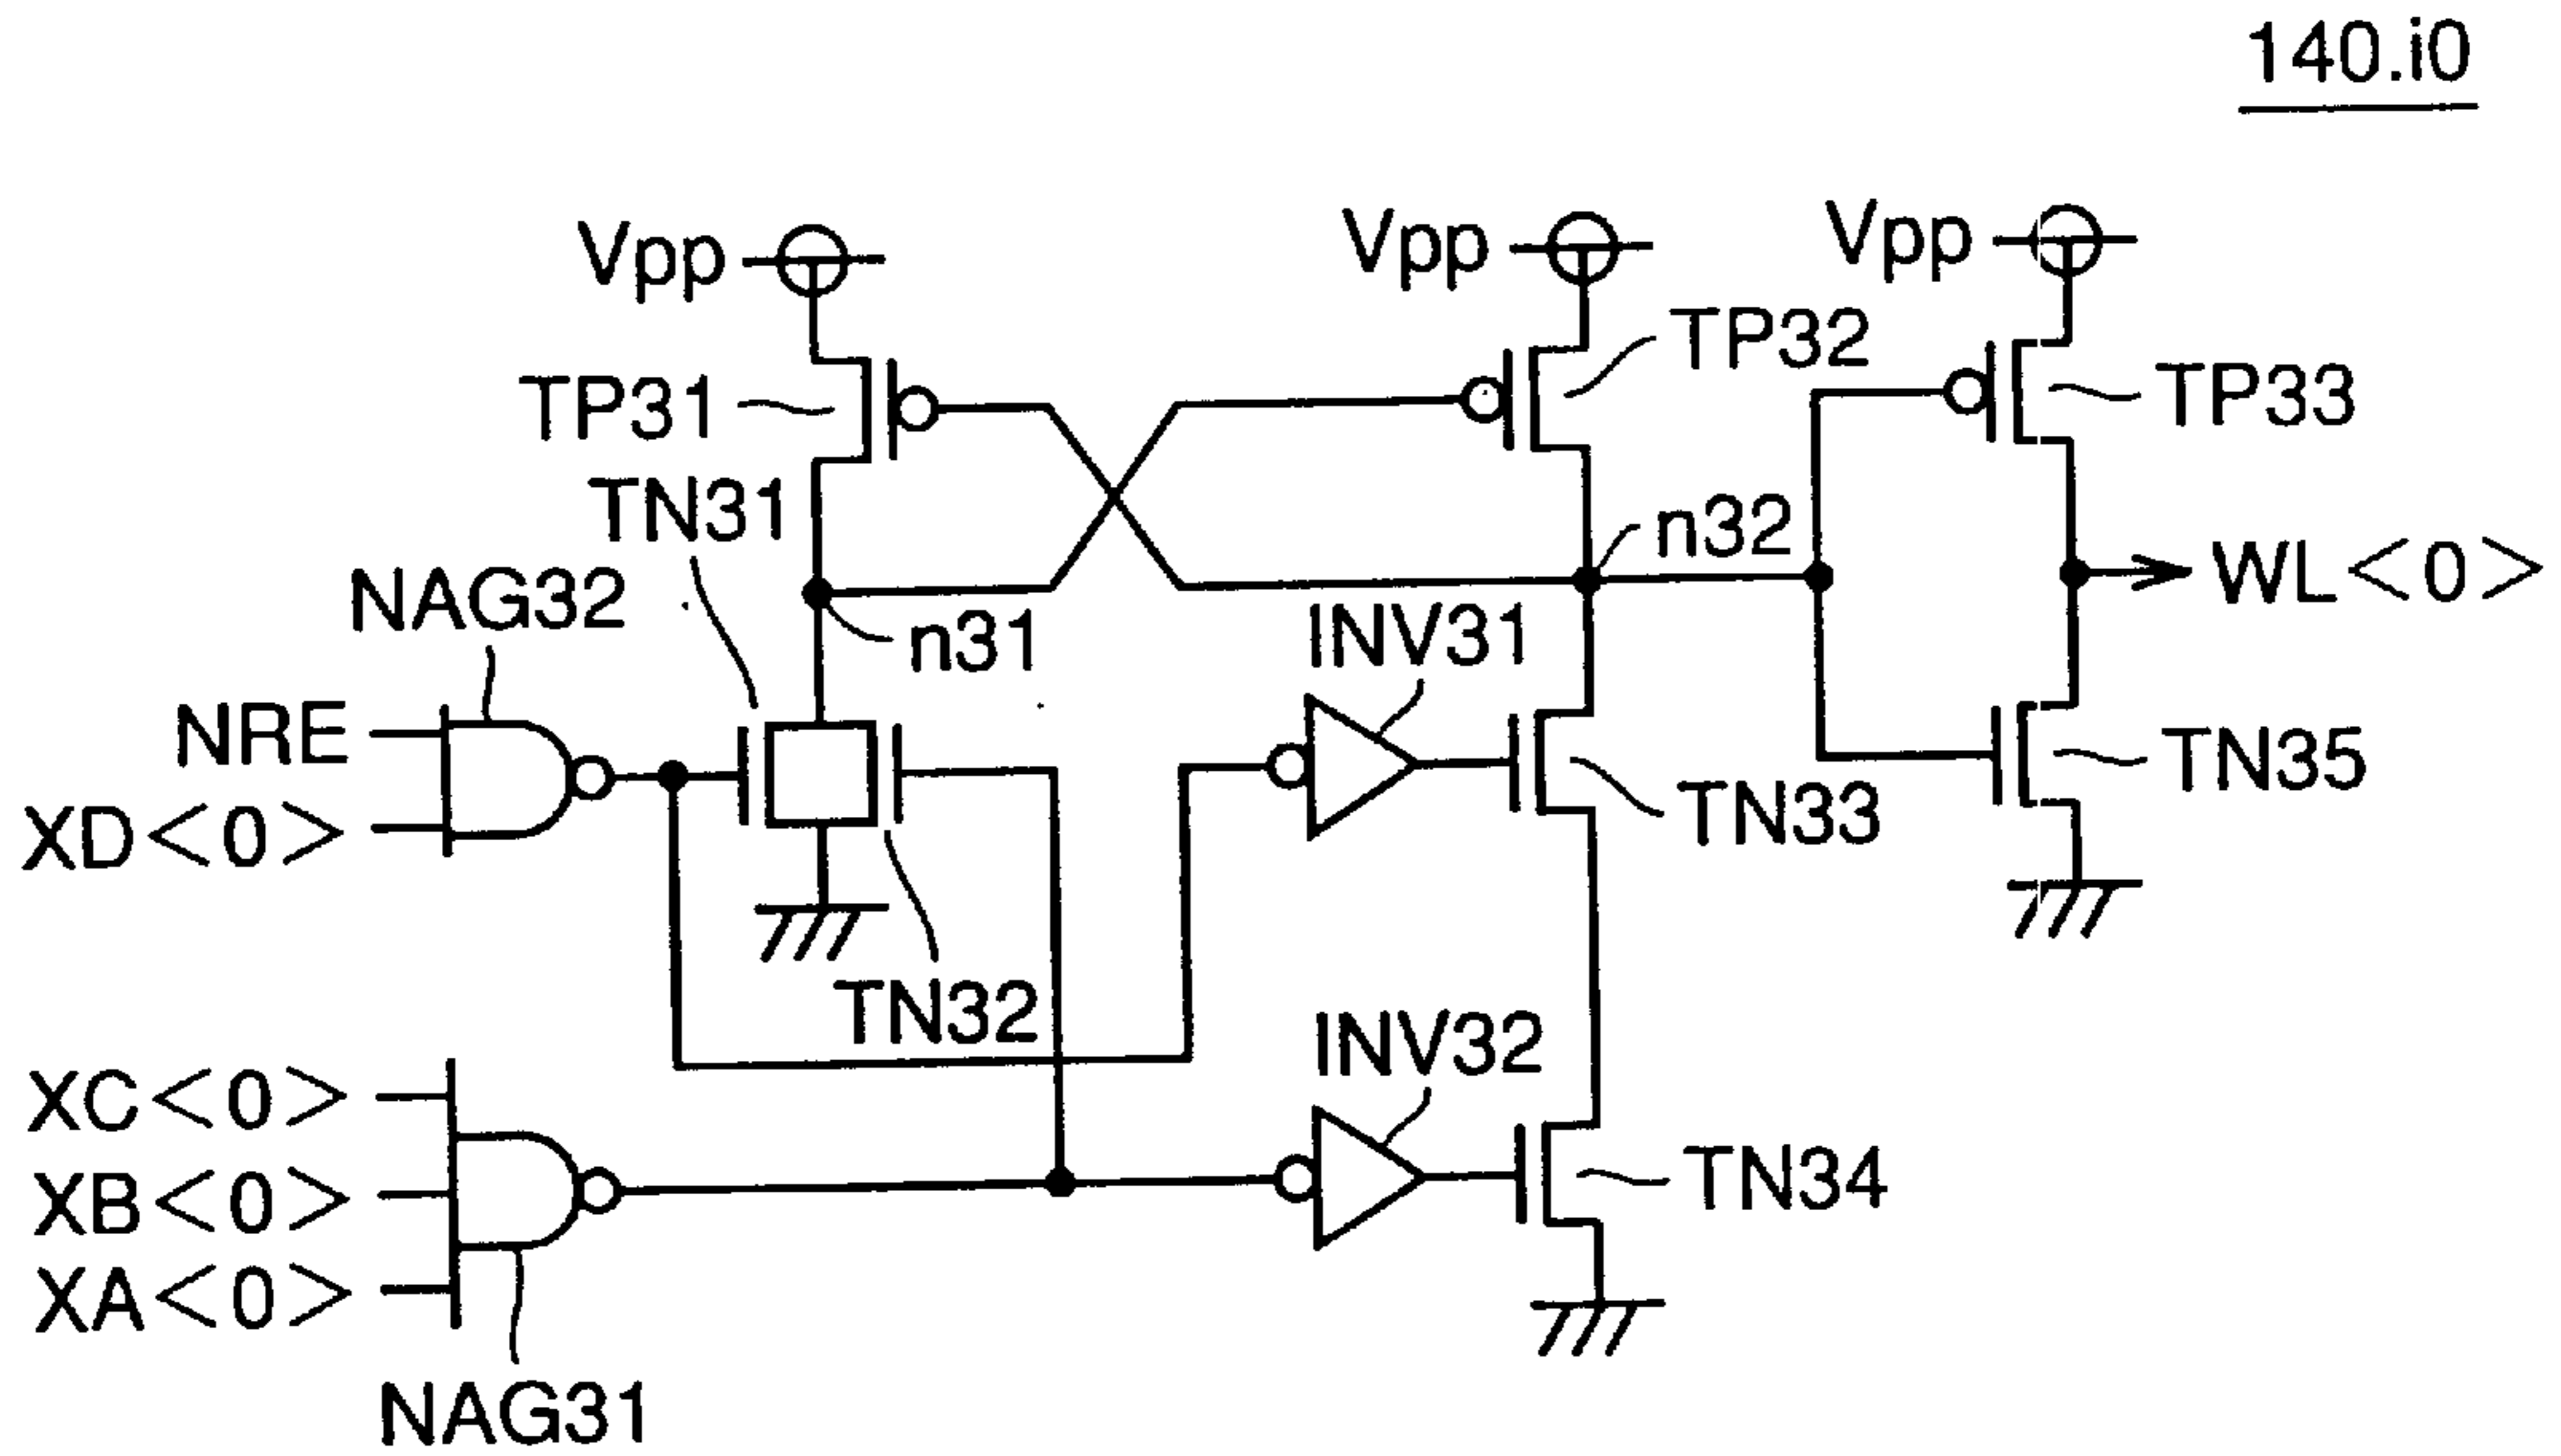 140.i0
Vpp
Vpp
Vpp
TP32
TP31
TP33
TN31
n32
NAG32
WL<0>
n31
INV31
NRE
TN35
XD<0>
TN33
TN32
INV32
XC<0>
TN34
XB<0>
XA<0>
NAG31